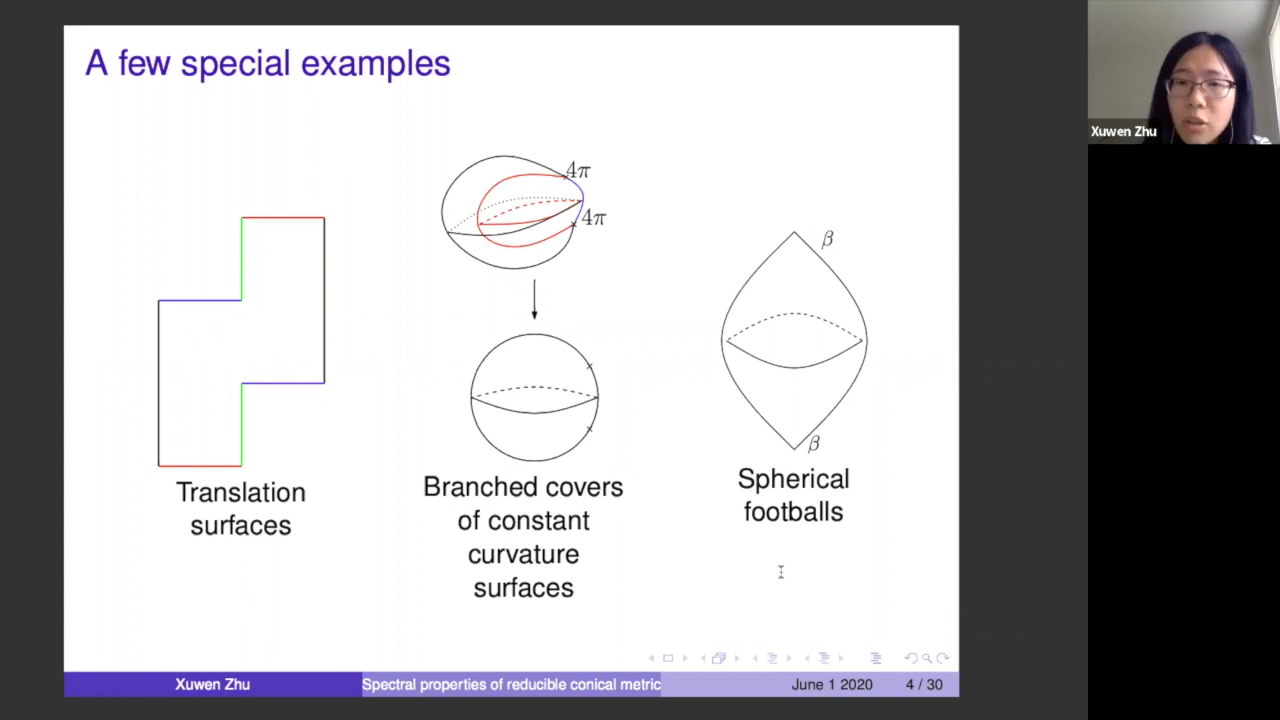 A few special examples
4π
4π
β
β
Translation
surfaces
Branched covers
of constant
curvature
surfaces
Spherical
footballs
Xuwen Zhu
Spectral properties of reducible conical metric
June 1 2020
4 / 30
Xuwen Zhu